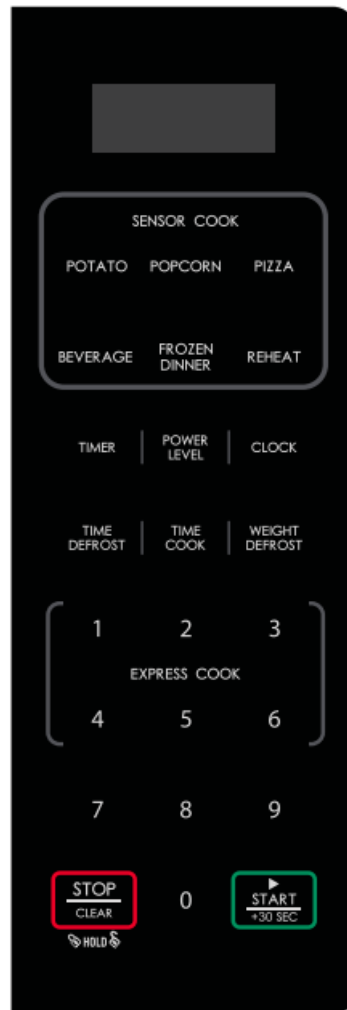 SENSOR COOK
POTATO POPCORN PIZZA
BEVERAGE FROZEN DINNER REHEAT
TIMER POWER LEVEL CLOCK
TIME DEFROST TIME COOK WEIGHT DEFROST
1 2 3
EXPRESS COOK
4 5 6
7 8 9
STOP 0 START
CLEAR +30 SEC
HOLD